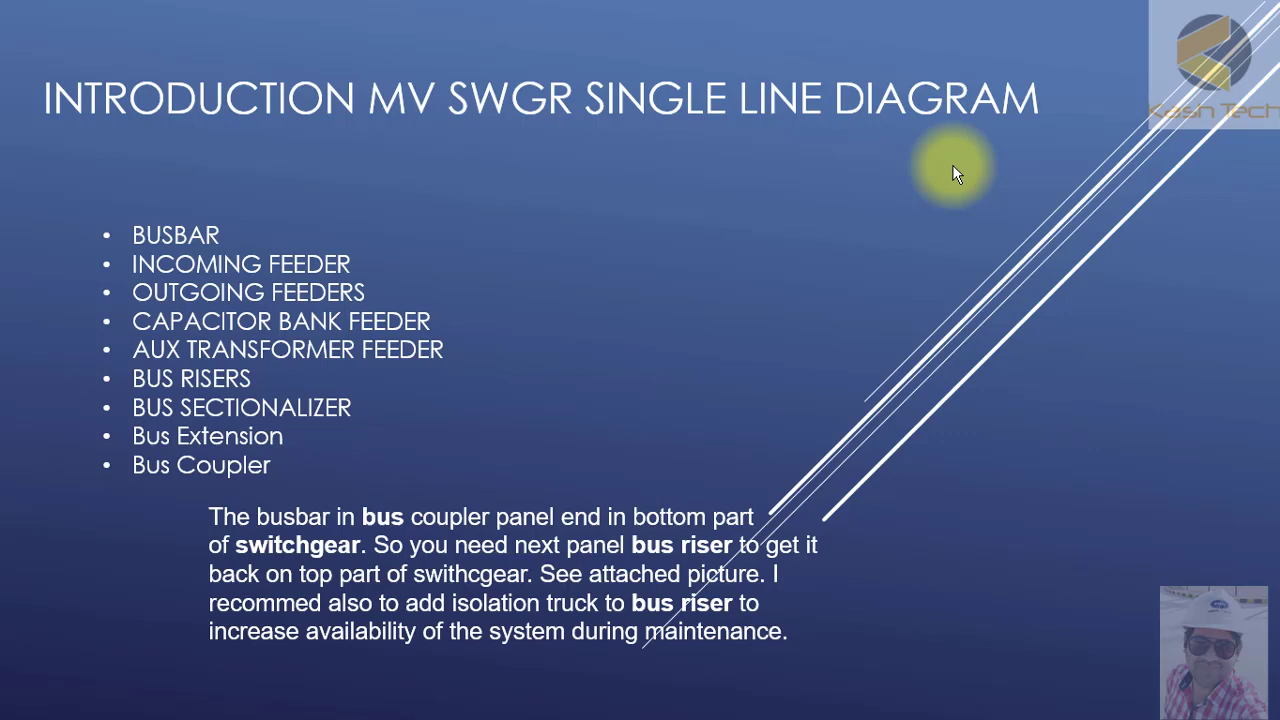 INTRODUCTION MV SWGR SINGLE LINE DIAGRAM
Kasn Tech
• BUSBAR
• INCOMING FEEDER
• OUTGOING FEEDERS
• CAPACITOR BANK FEEDER
• AUX TRANSFORMER FEEDER
• BUS RISERS
• BUS SECTIONALIZER
• Bus Extension
• Bus Coupler
The busbar in bus coupler panel end in bottom part
of switchgear. So you need next panel bus riser to get it
back on top part of swithcgear. See attached picture. I
recommed also to add isolation truck to bus riser to
increase availability of the system during maintenance.